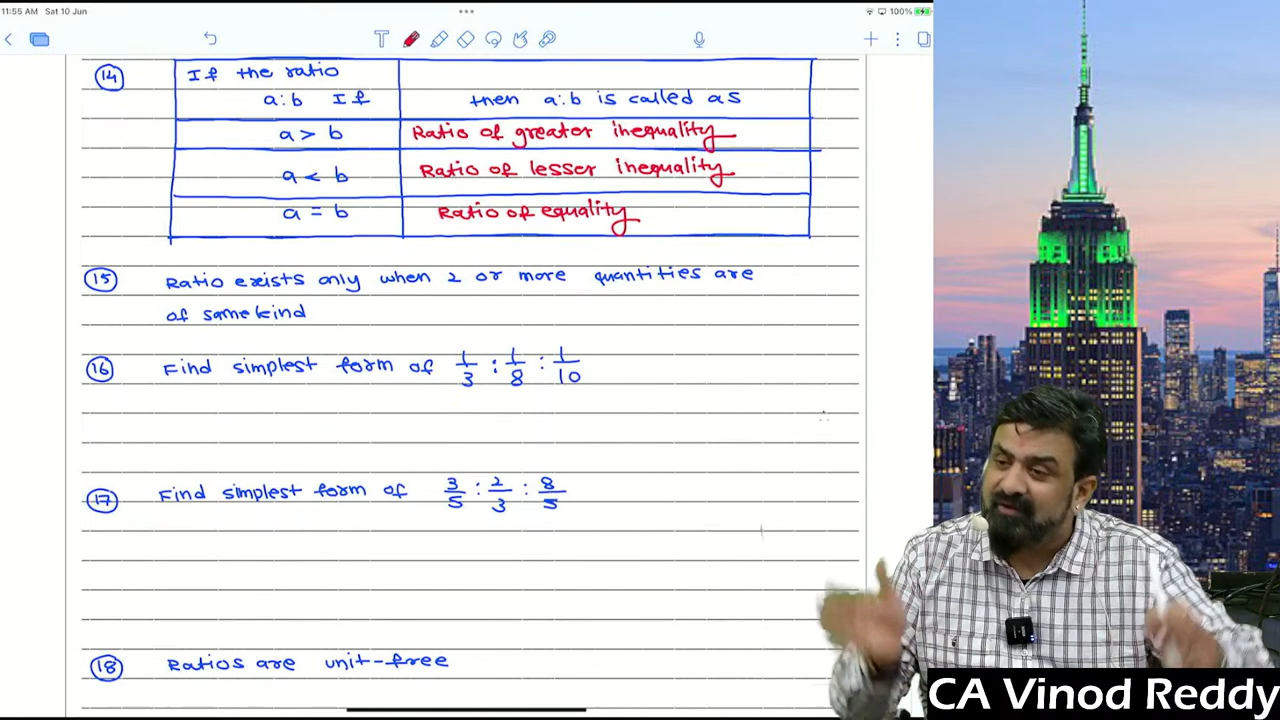 11:55 AM Sat 10 Jun
100%
14
If the ratio
a:b If
then a:b is called as
a > b
Ratio of greater inequality
a < b
Ratio of lesser inequality
a = b
Ratio of equality
15 Ratio exists only when 2 or more quantities are
of same kind
16 Find simplest form of 1/3 : 1/8 : 1/10
17 Find simplest form of 3/5 : 2/3 : 8/5
18 Ratios are unit-free
CA Vinod Reddy